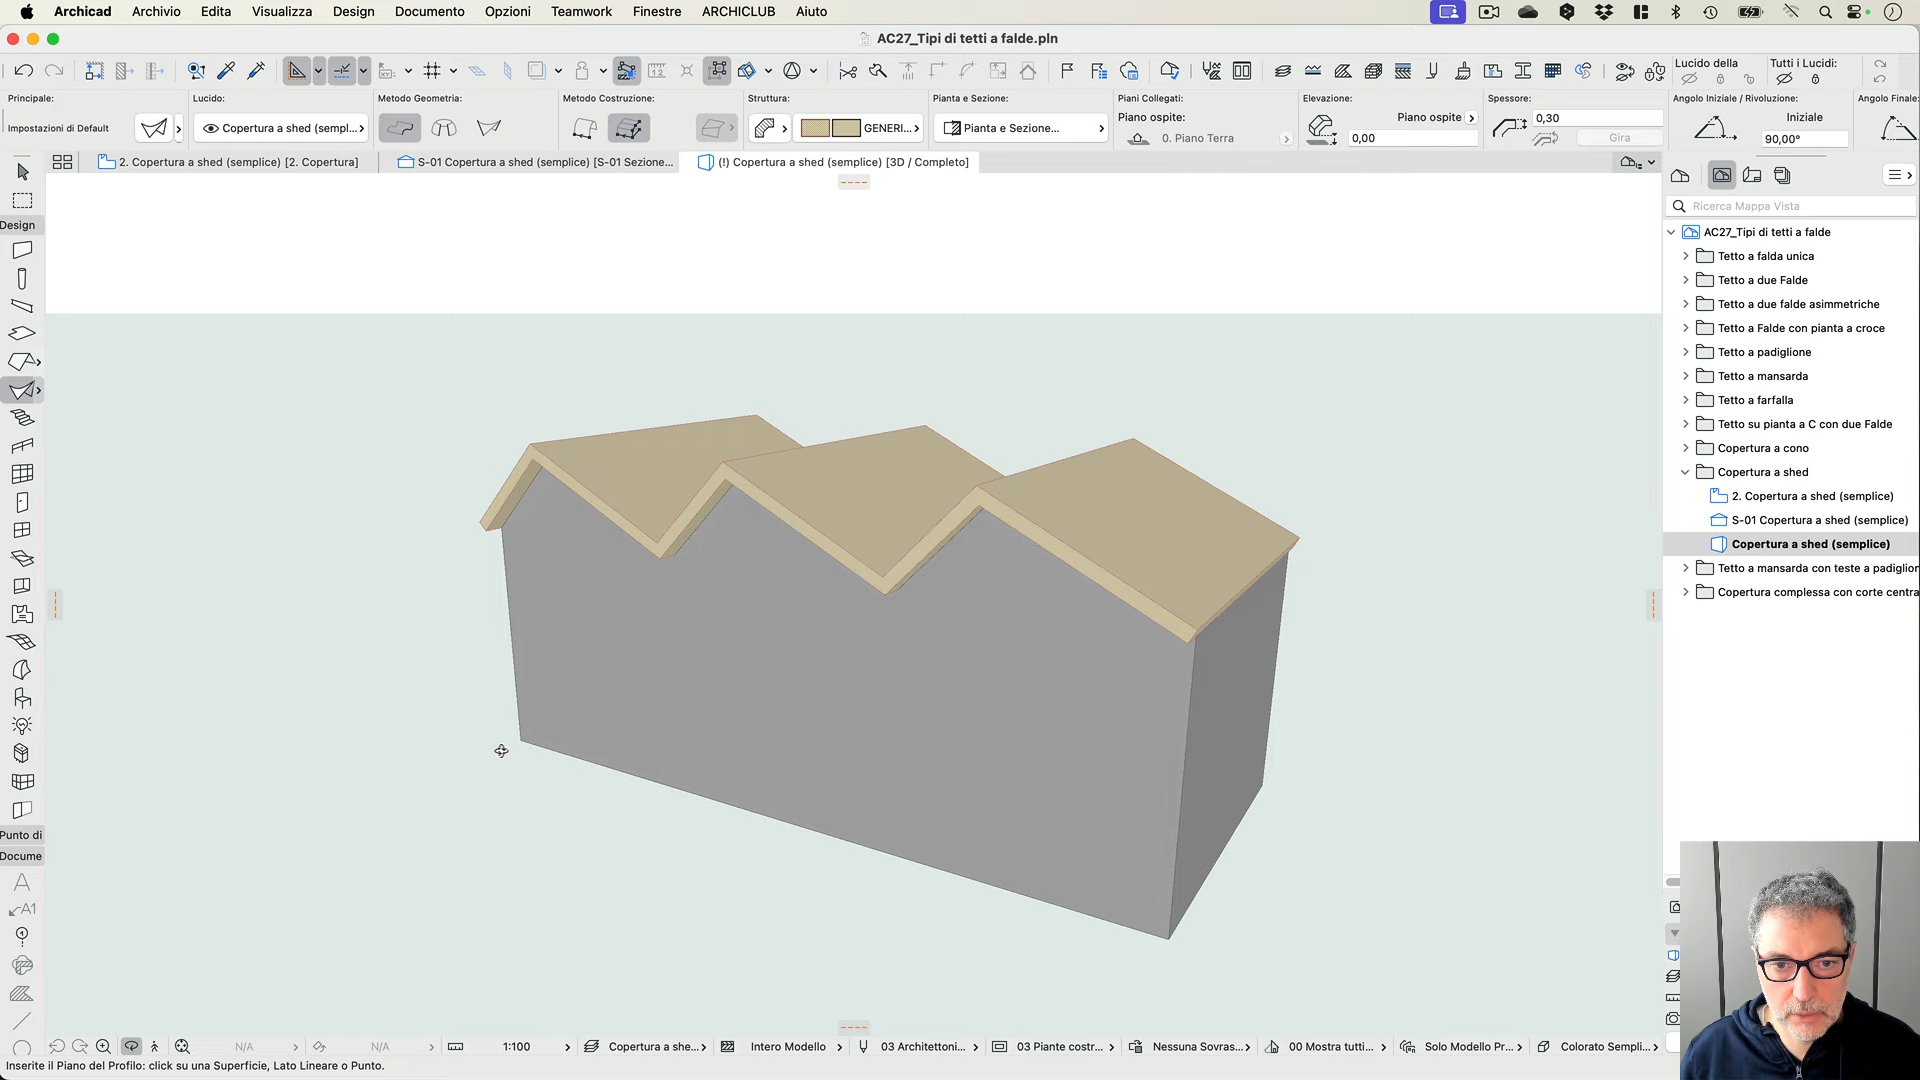 Archicad Archivio Edita Visualizza Design Documento Opzioni Teamwork Finestre ARCHICLUB Aiuto
AC27_Tipi di tetti a falde.pln
Lucido della
Tutti i Lucidi:
Principale:
Lucido:
Metodo Geometria:
Metodo Costruzione:
Struttura:
Pianta e Sezione:
Piani Collegati:
Elevazione:
Spessore:
Angolo Iniziale / Rivoluzione:
Angolo Finale:
Impostazioni di Default
Copertura a shed (sempl...
GENERI...
Pianta e Sezione...
Piano ospite:
0. Piano Terra
Piano ospite
0,00
0,30
Gira
Iniziale
90,00°
2. Copertura a shed (semplice) [2. Copertura]
S-01 Copertura a shed (semplice) [S-01 Sezione...
(!) Copertura a shed (semplice) [3D / Completo]
Design
Punto di
Docume
A
A1
Ricerca Mappa Vista
AC27_Tipi di tetti a falde
Tetto a falda unica
Tetto a due Falde
Tetto a due falde asimmetriche
Tetto a Falde con pianta a croce
Tetto a padiglione
Tetto a mansarda
Tetto a farfalla
Tetto su pianta a C con due Falde
Copertura a cono
Copertura a shed
2. Copertura a shed (semplice)
S-01 Copertura a shed (semplice)
Copertura a shed (semplice)
Tetto a mansarda con teste a padiglion
Copertura complessa con corte centra
N/A
N/A
1:100
Copertura a she...
Intero Modello
03 Architettoni...
03 Piante costr...
Nessuna Sovras...
00 Mostra tutti...
Solo Modello Pr...
Colorato Sempli...
Inserite il Piano del Profilo: click su una Superficie, Lato Lineare o Punto.